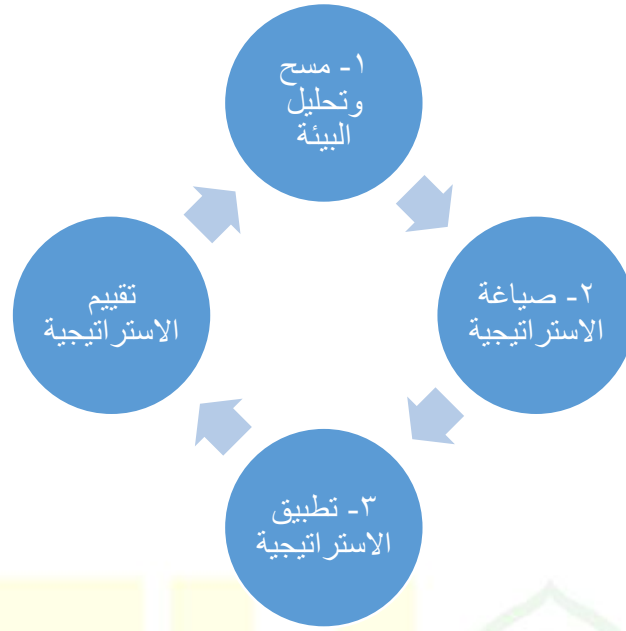 ١- مسح
وتحليل
البيئة
٢- صياغة
الاستراتيجية
٣- تطبيق
الاستراتيجية
تقييم
الاستراتيجية